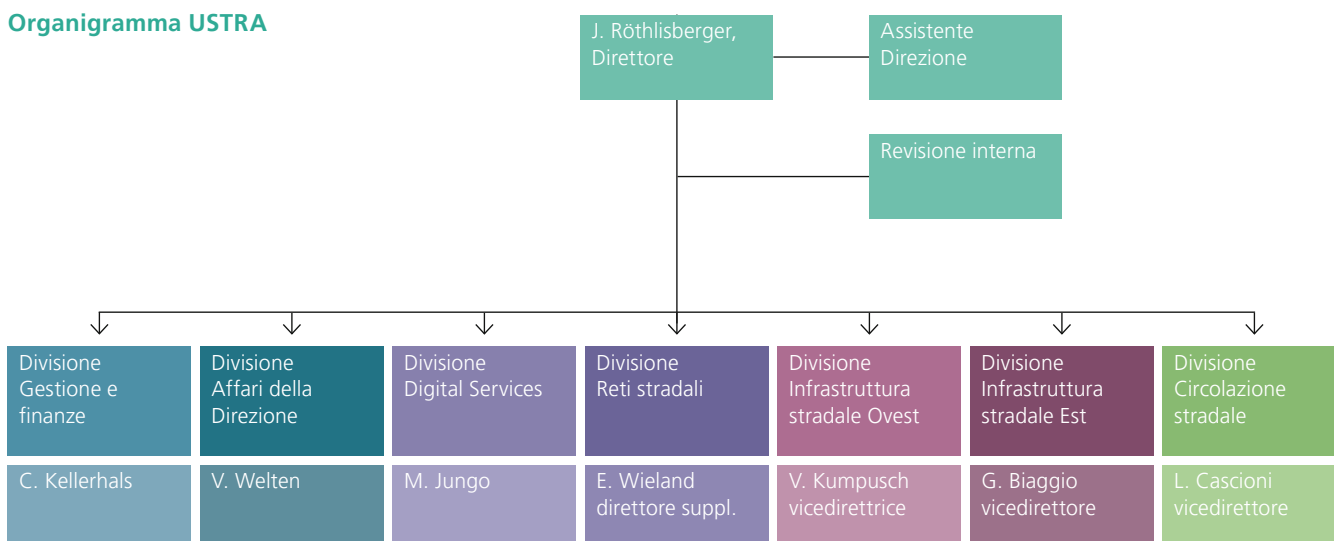 Organigramma USTRA
J. Röthlisberger,
Direttore
Assistente
Direzione
Revisione interna
Divisione
Gestione e
finanze
Divisione
Affari della
Direzione
Divisione
Digital Services
Divisione
Reti stradali
Divisione
Infrastruttura
stradale Ovest
Divisione
Infrastruttura
stradale Est
Divisione
Circolazione
stradale
C. Kellerhals
V. Welten
M. Jungo
E. Wieland
direttore suppl.
V. Kumpusch
vicedirettrice
G. Biaggio
vicedirettore
L. Cascioni
vicedirettore